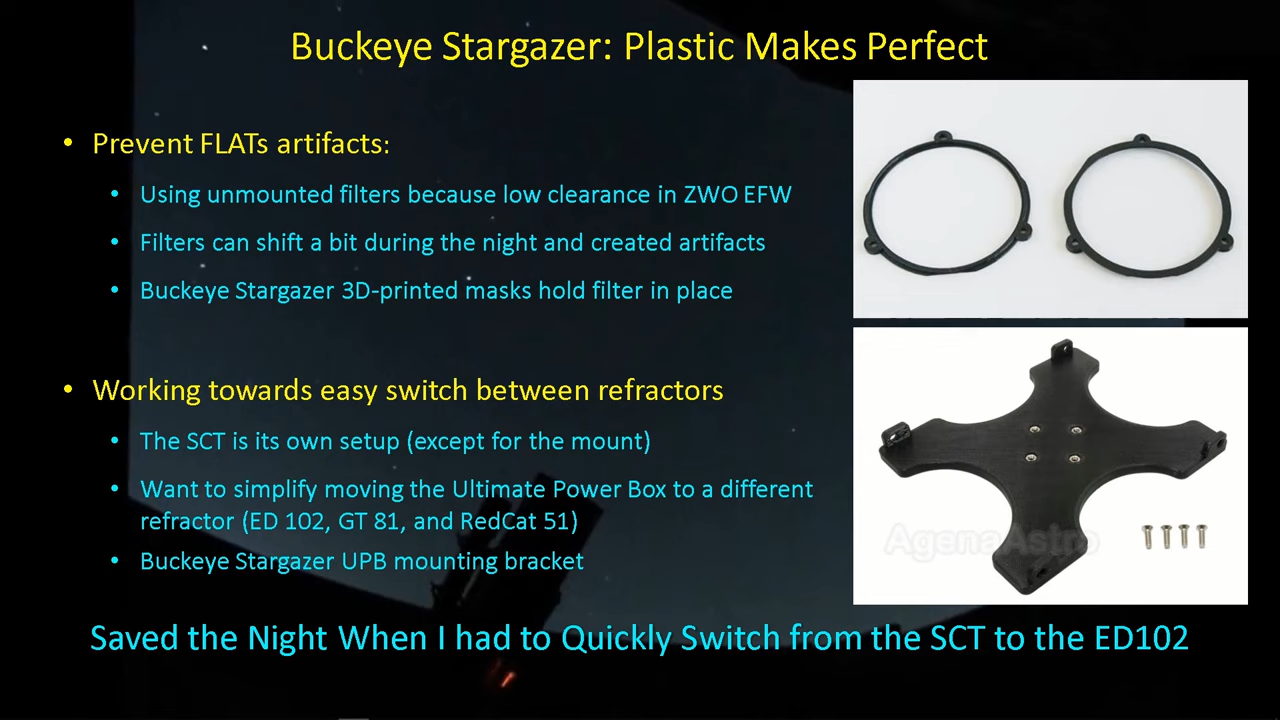 Buckeye Stargazer: Plastic Makes Perfect
• Prevent FLATs artifacts:
• Using unmounted filters because low clearance in ZWO EFW
• Filters can shift a bit during the night and created artifacts
• Buckeye Stargazer 3D-printed masks hold filter in place
• Working towards easy switch between refractors
• The SCT is its own setup (except for the mount)
• Want to simplify moving the Ultimate Power Box to a different
refractor (ED 102, GT 81, and RedCat 51)
• Buckeye Stargazer UPB mounting bracket
AgenaAstro
Saved the Night When I had to Quickly Switch from the SCT to the ED102